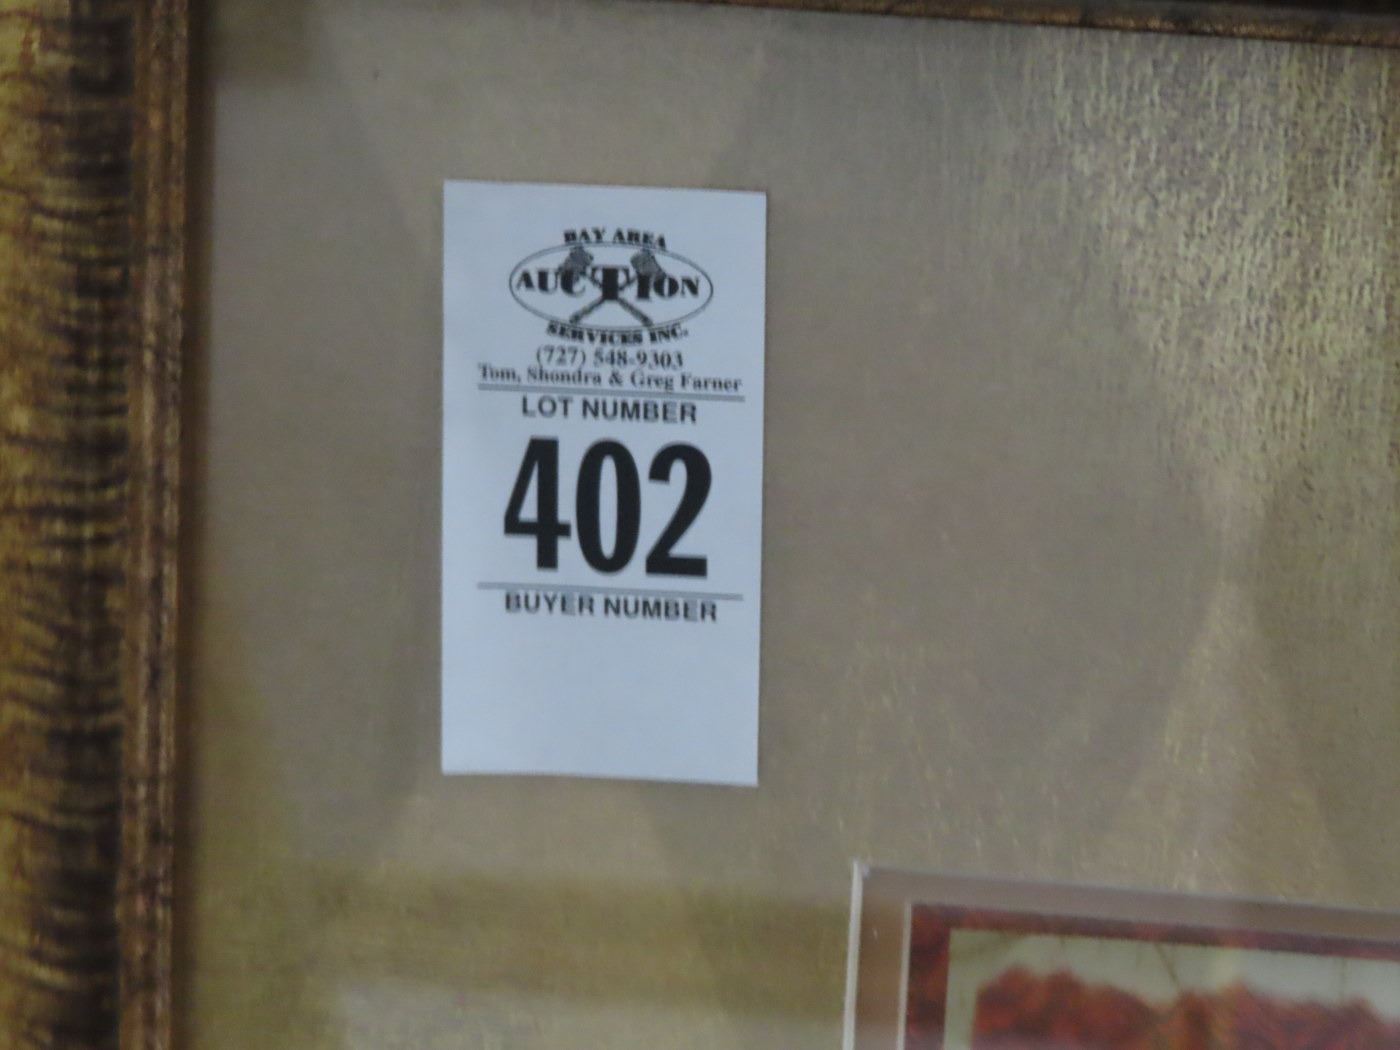 BAY AREA
AUCTION
SERVICES INC.
(727) 548-9303
Tom, Shondra & Greg Farner
LOT NUMBER
402
BUYER NUMBER